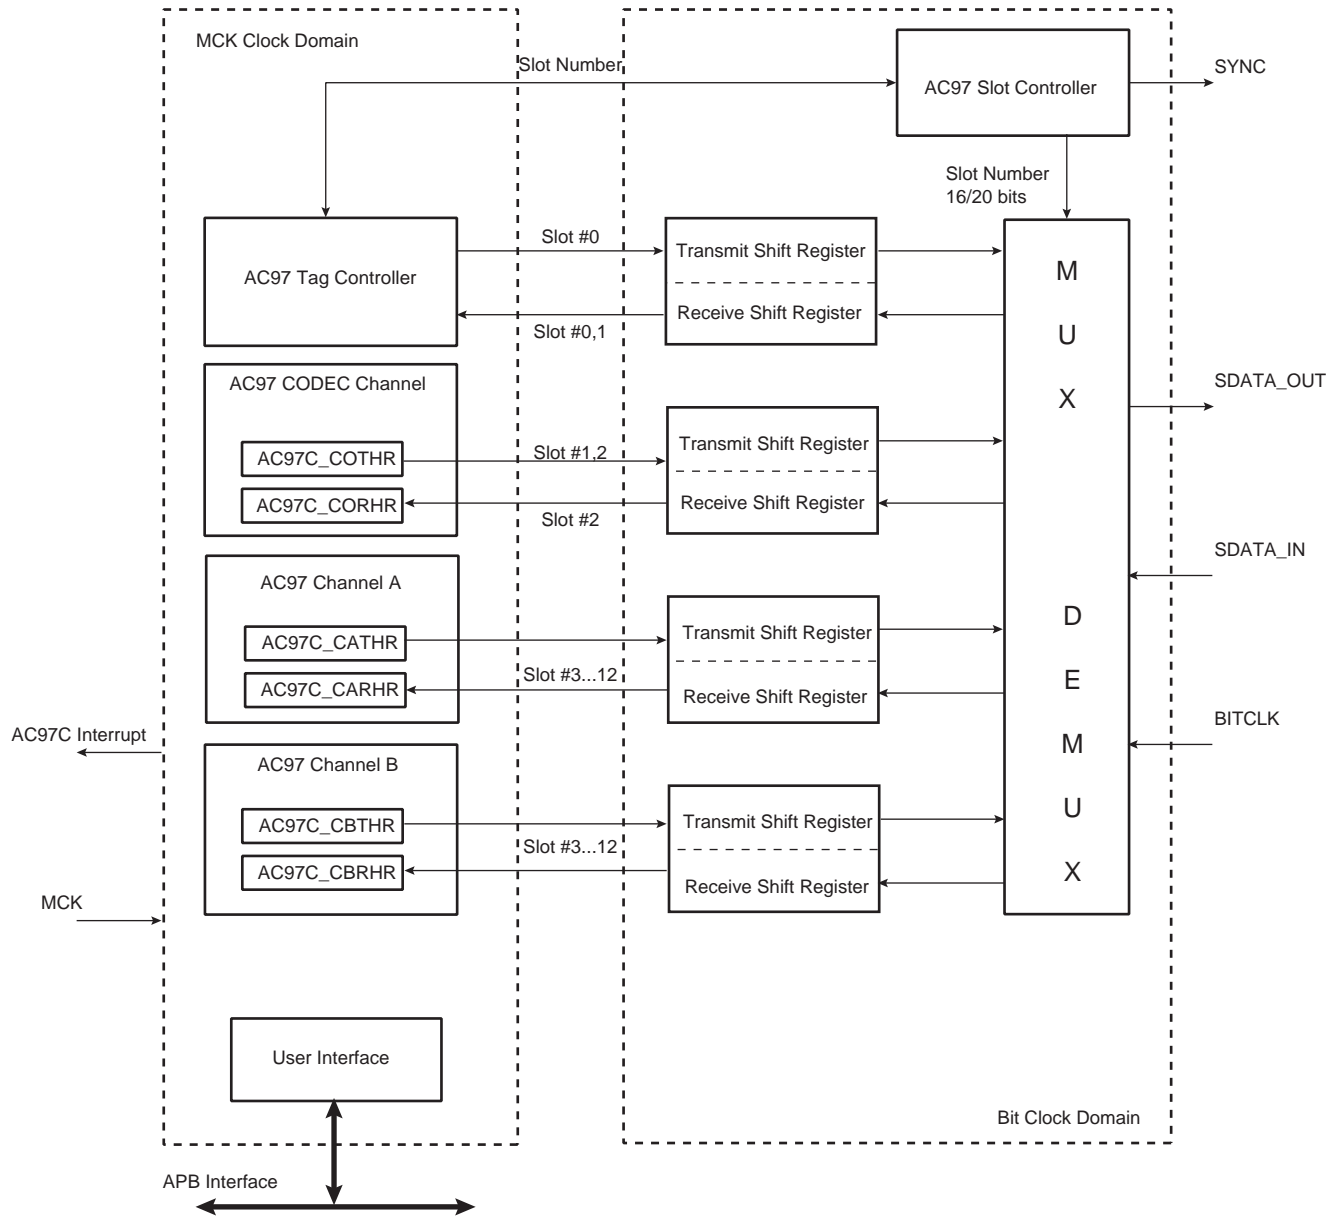 MCK Clock Domain
Slot Number
AC97 Slot Controller
SYNC
Slot Number
16/20 bits
AC97 Tag Controller
Slot #0
Slot #0,1
Transmit Shift Register
Receive Shift Register
M
U
X
D
E
M
U
X
AC97 CODEC Channel
AC97C_COTHR
AC97C_CORHR
Slot #1,2
Slot #2
Transmit Shift Register
Receive Shift Register
SDATA_OUT
AC97 Channel A
AC97C_CATHR
AC97C_CARHR
Slot #3...12
Transmit Shift Register
Receive Shift Register
SDATA_IN
BITCLK
AC97C Interrupt
AC97 Channel B
AC97C_CBTHR
AC97C_CBRHR
Slot #3...12
Transmit Shift Register
Receive Shift Register
MCK
User Interface
Bit Clock Domain
APB Interface